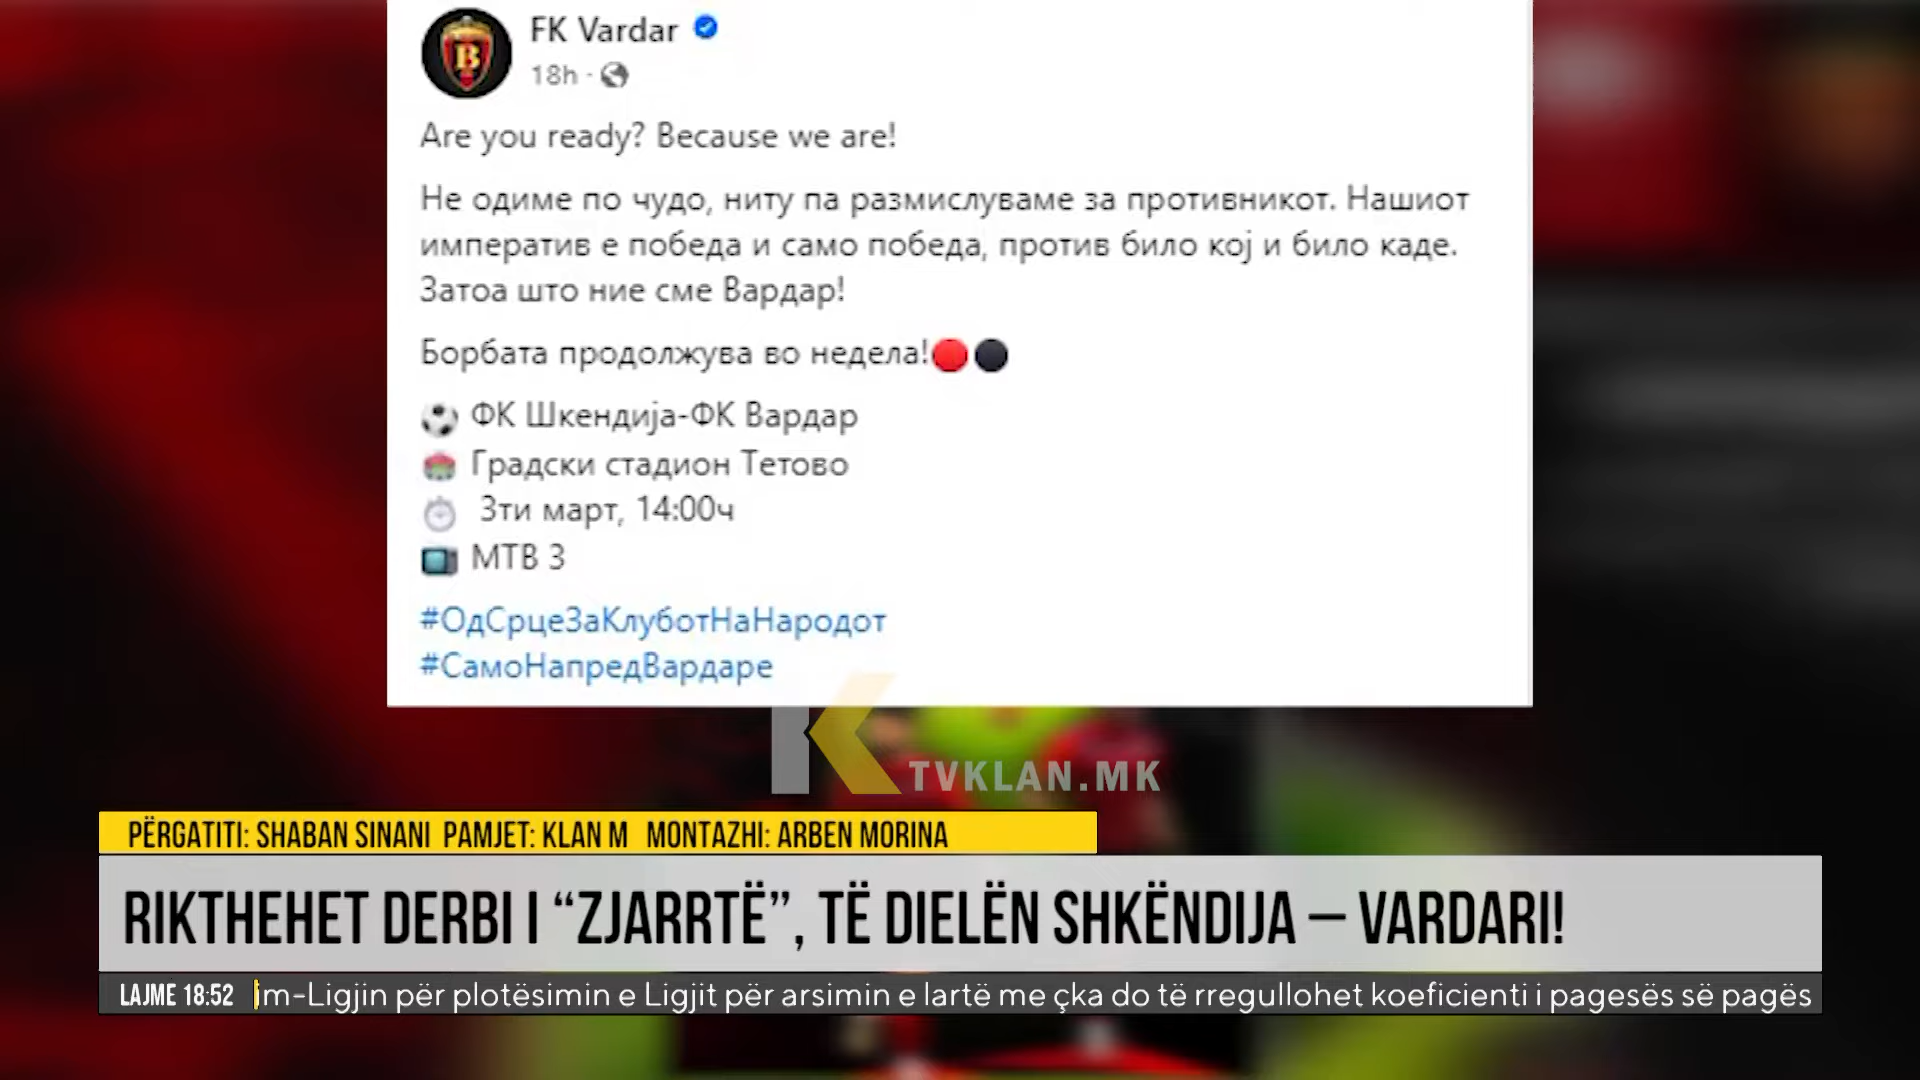 FK Vardar
18h ·
Are you ready? Because we are!
Не одиме по чудо, ниту па размислуваме за противникот. Нашиот
императив е победа и само победа, против било кој и било каде.
Затоа што ние сме Вардар!
Борбата продолжува во недела!🔴⚫
⚽ ФК Шкендија-ФК Вардар
🏟 Градски стадион Тетово
⏱ 3ти март, 14:00ч
📺 МТВ 3
#ОдСрцеЗаКлуботНаНародот
#СамоНапредВардаре
K TVKLAN.MK
PËRGATITI: SHABAN SINANI PAMJET: KLAN M MONTAZHI: ARBEN MORINA
RIKTHEHET DERBI I “ZJARRTË”, TË DIELËN SHKËNDIJA – VARDARI!
LAJME 18:52 im-Ligjin për plotësimin e Ligjit për arsimin e lartë me çka do të rregullohet koeficienti i pagesës së pagës